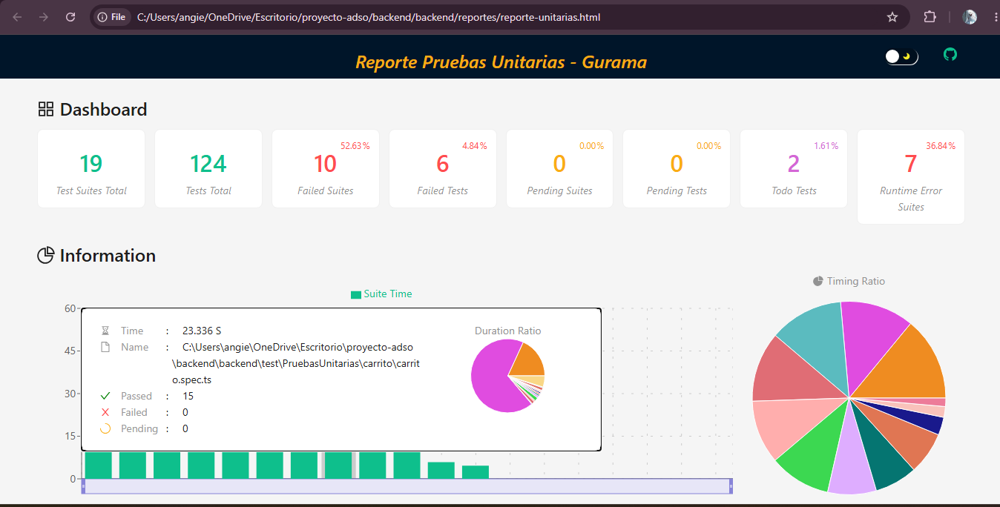 File
C:/Users/angie/OneDrive/Escritorio/proyecto-adso/backend/backend/reportes/reporte-unitarias.html
Reporte Pruebas Unitarias - Gurama
Dashboard
19
Test Suites Total
124
Tests Total
52.63%
10
Failed Suites
4.84%
6
Failed Tests
0.00%
0
Pending Suites
0.00%
0
Pending Tests
1.61%
2
Todo Tests
36.84%
7
Runtime Error
Suites
Information
Suite Time
60
45
30
15
0
Time : 23.336 S
Name : C:\Users\angie\OneDrive\Escritorio\proyecto-adso
\backend\backend\test\PruebasUnitarias\carrito\carrit
o.spec.ts
Passed : 15
Failed : 0
Pending : 0
Duration Ratio
Timing Ratio